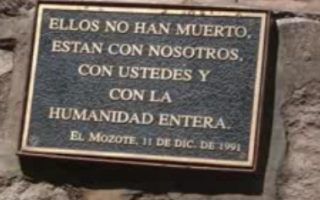 ELLOS NO HAN MUERTO,
ESTAN CON NOSOTROS,
CON USTEDES Y
CON LA
HUMANIDAD ENTERA.
EL MOZOTE, 11 DE DIC. DE 1991